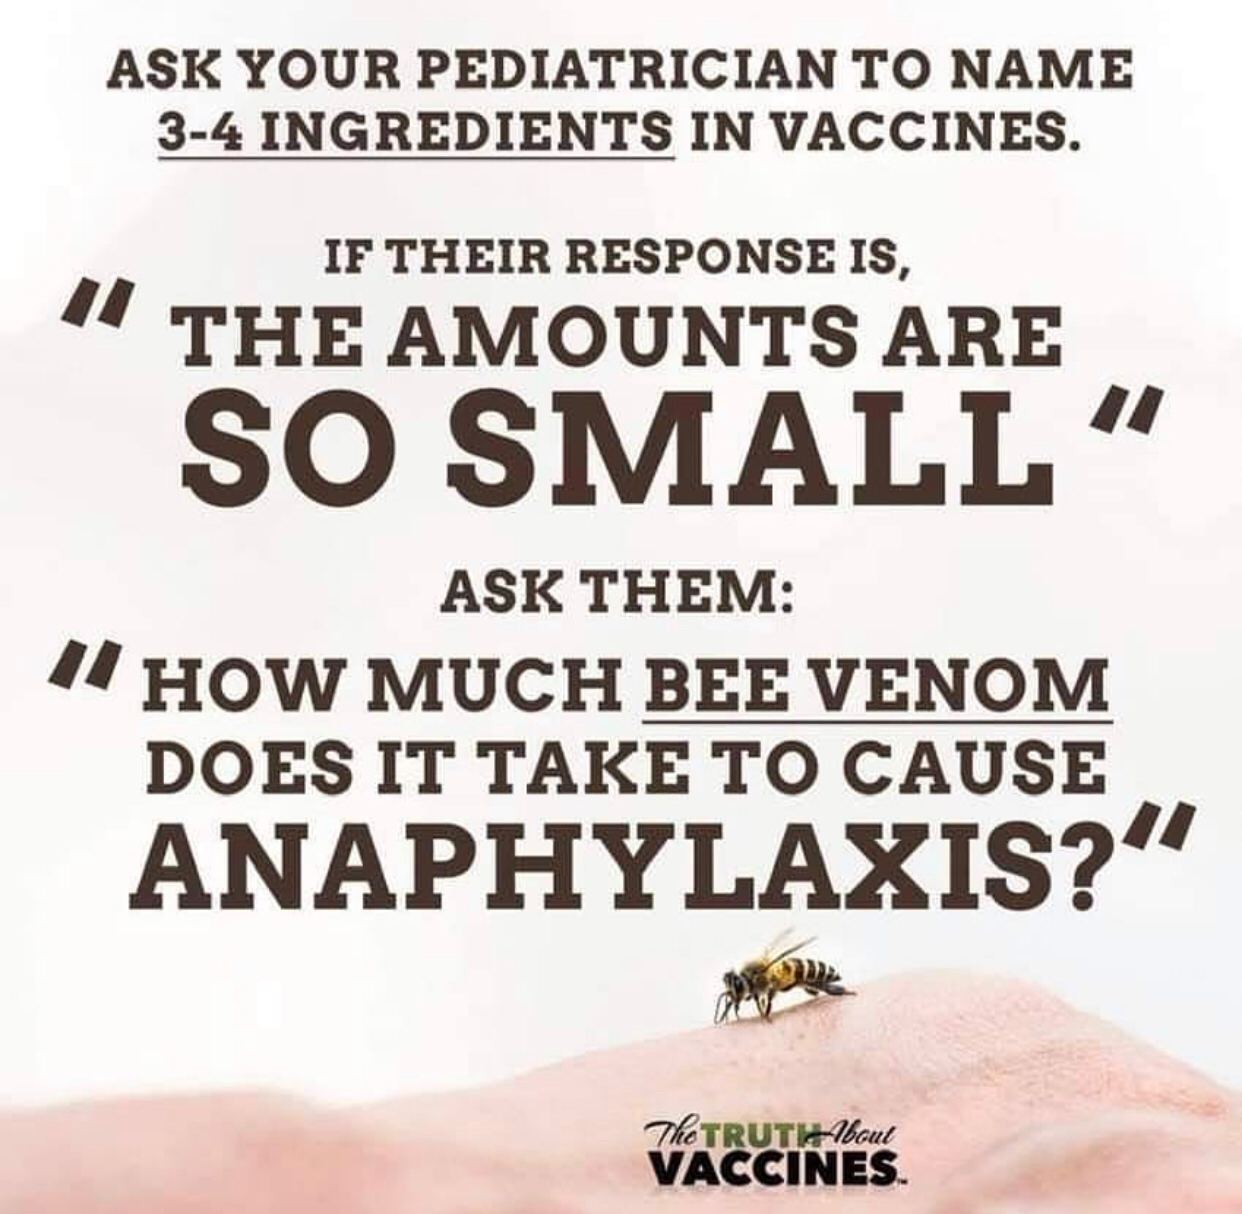 ASK YOUR PEDIATRICIAN TO NAME
3-4 INGREDIENTS IN VACCINES.
IF THEIR RESPONSE IS,
" THE AMOUNTS ARE
SO SMALL "
ASK THEM:
" HOW MUCH BEE VENOM
DOES IT TAKE TO CAUSE
ANAPHYLAXIS? "
The TRUTH About
VACCINES™